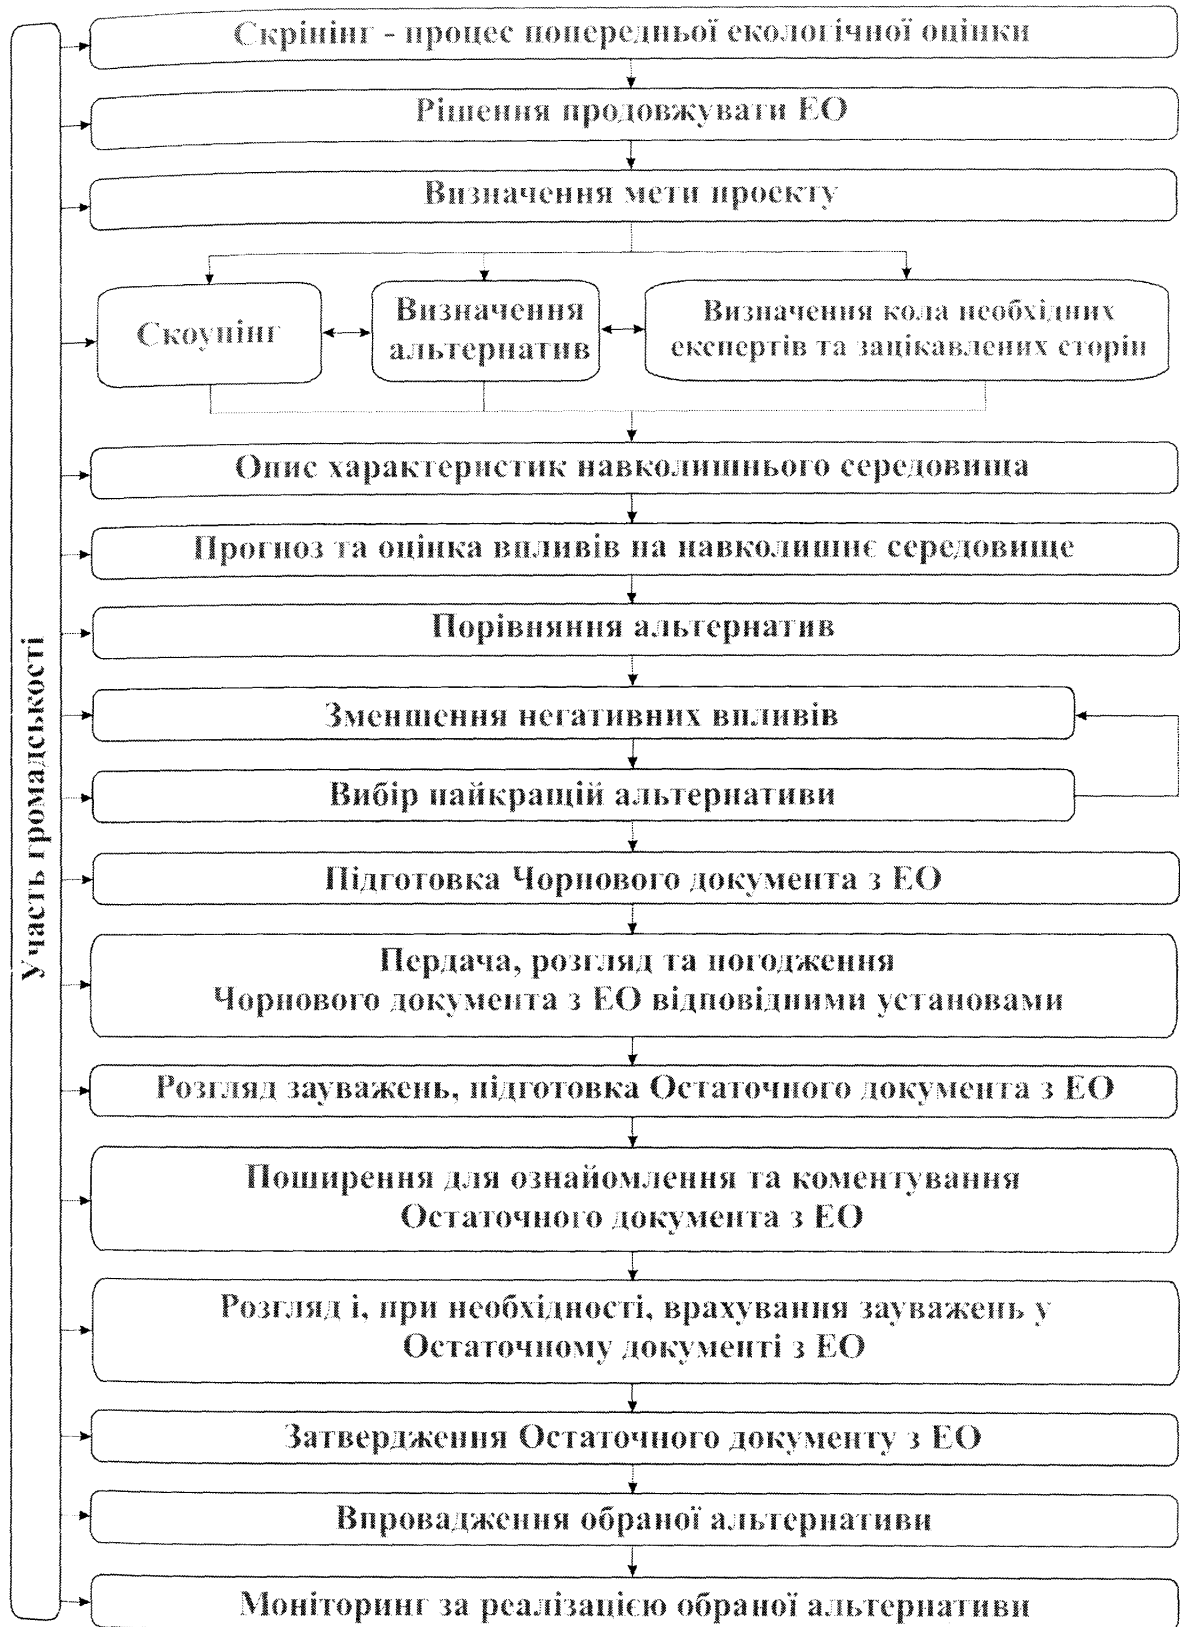 Скрінінг - процес попередньої екологічної оцінки
Рішення продовжувати ЕО
Визначення мети проекту
Скоупінг
Визначення
альтернатив
Визначення кола необхідних
експертів та зацікавлених сторін
Опис характеристик навколишнього середовища
Прогноз та оцінка впливів на навколишнє середовище
Порівняння альтернатив
Зменшення негативних впливів
Вибір найкращій альтернативи
Підготовка Чорнового документа з ЕО
Пердача, розгляд та погодження
Чорнового документа з ЕО відповідними установами
Розгляд зауважень, підготовка Остаточного документа з ЕО
Поширення для ознайомлення та коментування
Остаточного документа з ЕО
Розгляд і, при необхідності, врахування зауважень у
Остаточному документі з ЕО
Затвердження Остаточного документу з ЕО
Впровадження обраної альтернативи
Моніторинг за реалізацією обраної альтернативи
Участь громадськості